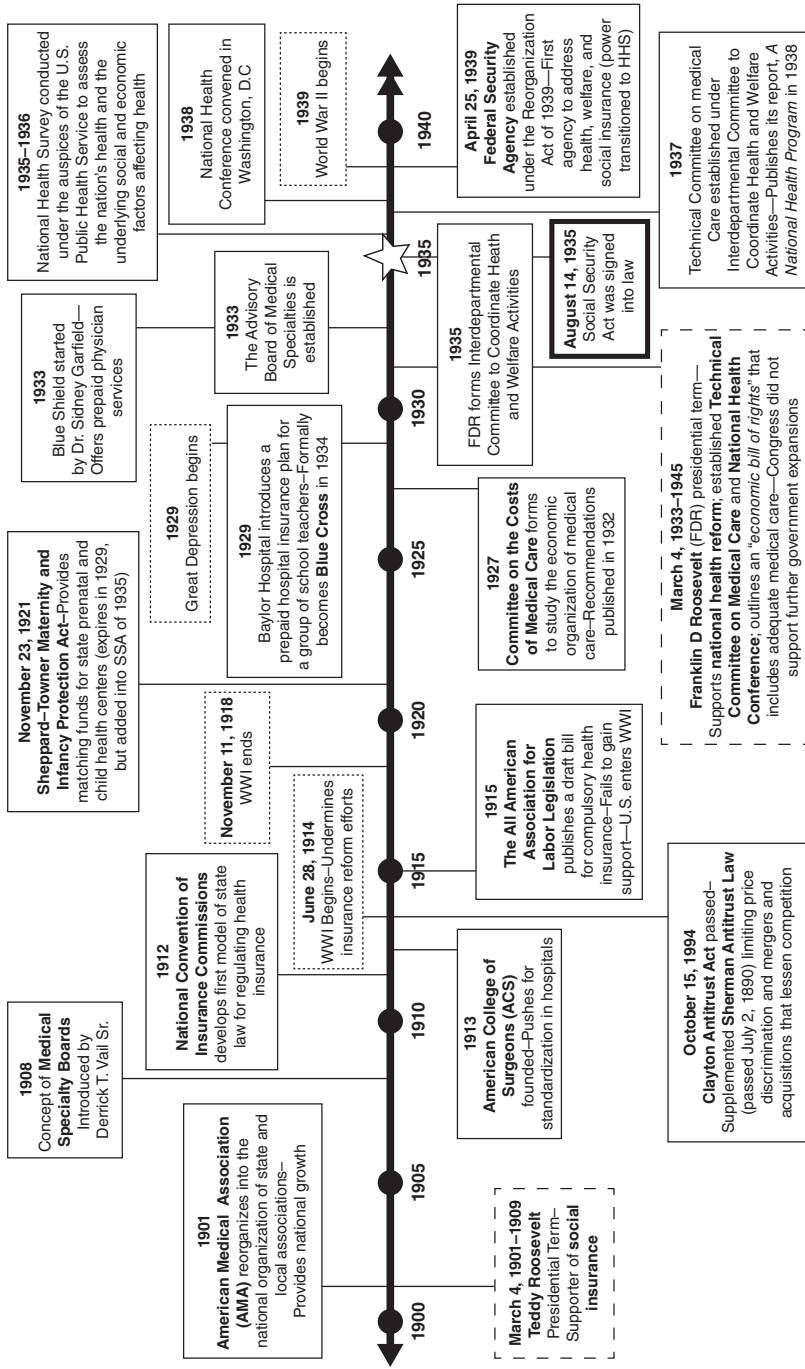 1901
American Medical Association
(AMA) reorganizes into the
national organization of state and
local associations–
Provides national growth
1908
Concept of Medical
Specialty Boards
Introduced by
Derrick T. Vail Sr.
1912
National Convention of
Insurance Commissions
develops first model of state
law for regulating health
insurance
June 28, 1914
WWI Begins–Undermines
insurance reform efforts
November 11, 1918
WWI ends
November 23, 1921
Sheppard–Towner Maternity and
Infancy Protection Act–Provides
matching funds for state prenatal and
child health centers (expires in 1929,
but added into SSA of 1935)
1929
Great Depression begins
1929
Baylor Hospital introduces a
prepaid hospital insurance plan for
a group of school teachers–Formally
becomes Blue Cross in 1934
1933
Blue Shield started
by Dr. Sidney Garfield—
Offers prepaid physician
services
1933
The Advisory
Board of Medical
Specialties is
established
1935–1936
National Health Survey conducted
under the auspices of the U.S.
Public Health Service to assess
the nation's health and the
underlying social and economic
factors affecting health
1938
National Health
Conference convened in
Washington, D.C
1939
World War II begins
1900
1905
1910
1915
1920
1925
1930
1935
1940
March 4, 1901–1909
Teddy Roosevelt
Presidential Term–
Supporter of social
insurance
1913
American College of
Surgeons (ACS)
founded–Pushes for
standardization in hospitals
October 15, 1994
Clayton Antitrust Act passed–
Supplemented Sherman Antitrust Law
(passed July 2, 1890) limiting price
discrimination and mergers and
acquisitions that lessen competition
1915
The All American
Association for
Labor Legislation
publishes a draft bill
for compulsory health
insurance–Fails to gain
support—U.S. enters WWI
1927
Committee on the Costs
of Medical Care forms
to study the economic
organization of medical
care–Recommendations
published in 1932
March 4, 1933–1945
Franklin D Roosevelt (FDR) presidential term—
Supports national health reform; established Technical
Committee on Medical Care and National Health
Conference; outlines an “economic bill of rights” that
includes adequate medical care—Congress did not
support further government expansions
1935
FDR forms Interdepartmental
Committee to Coordinate Heath
and Welfare Activities
August 14, 1935
Social Security
Act was signed
into law
1937
Technical Committee on medical
Care established under
Interdepartmental Committee to
Coordinate Health and Welfare
Activities—Publishes its report, A
National Health Program in 1938
April 25, 1939
Federal Security
Agency established
under the Reorganization
Act of 1939—First
agency to address
health, welfare, and
social insurance (power
transitioned to HHS)